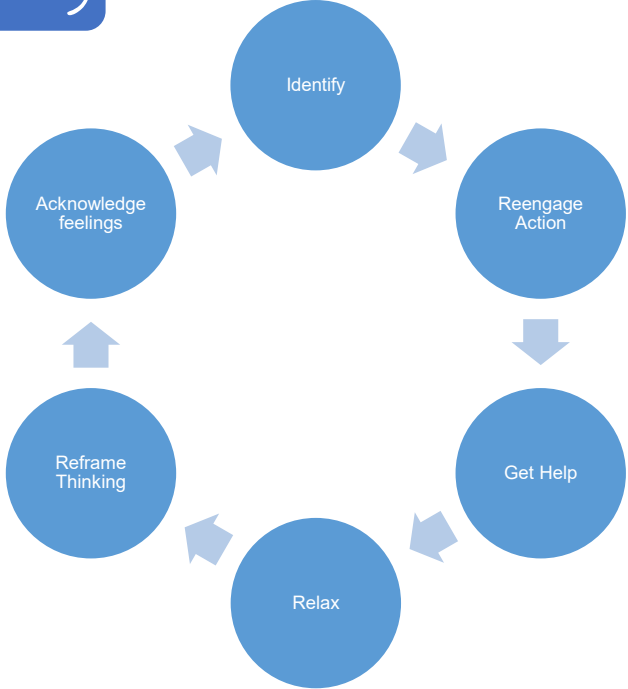 Identify
Reengage
Action
Get Help
Relax
Reframe
Thinking
Acknowledge
feelings